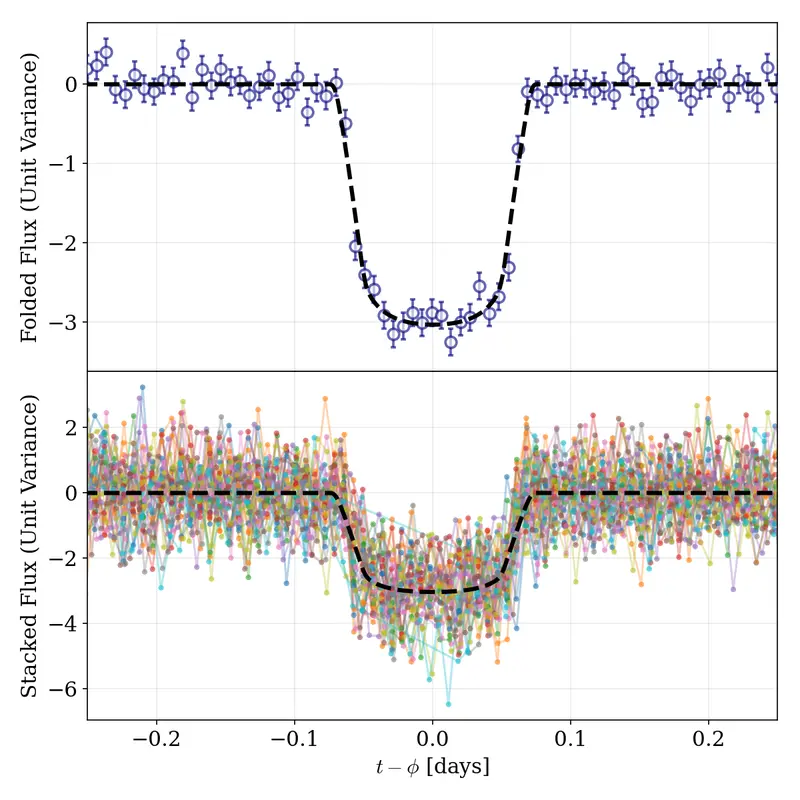 Folded Flux (Unit Variance)
0
−1
−2
−3
Stacked Flux (Unit Variance)
2
0
−2
−4
−6
−0.2 −0.1 0.0 0.1 0.2
t − ϕ [days]